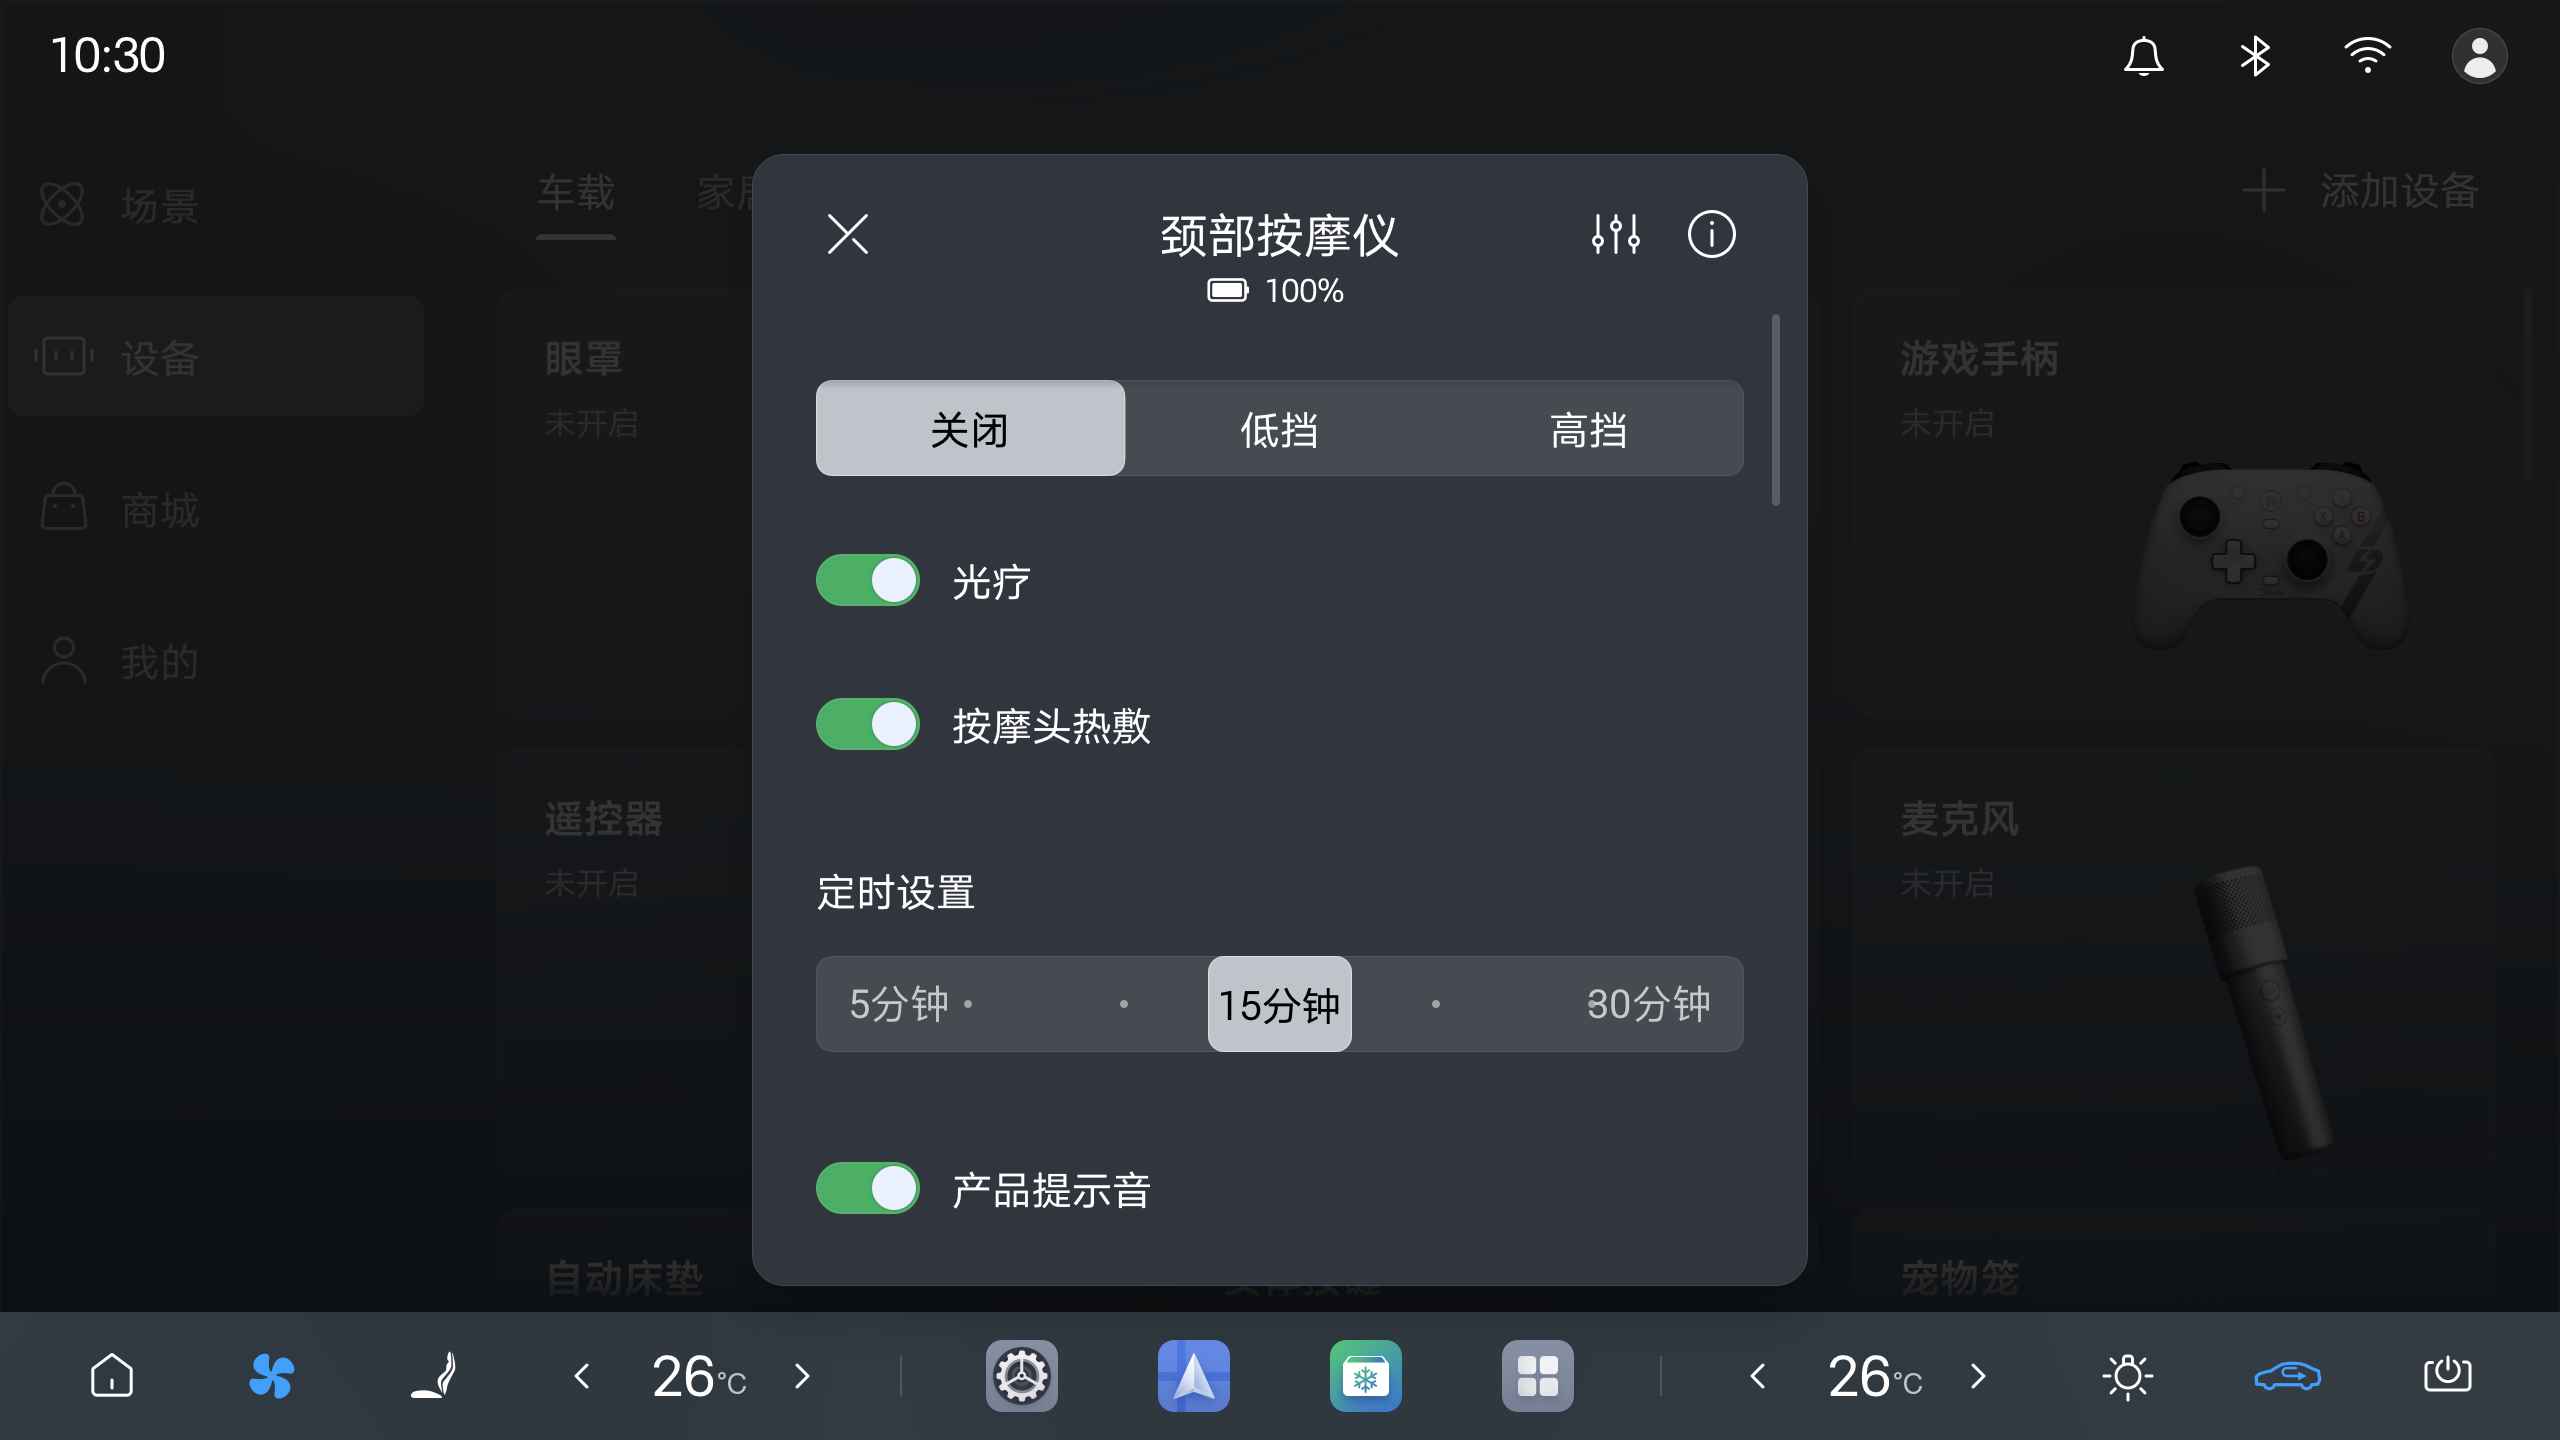 10:30
场景
设备
商城
我的
车载
添加设备
眼罩
未开启
游戏手柄
未开启
遥控器
未开启
麦克风
未开启
自动床垫
宠物笼
颈部按摩仪
100%
关闭 低挡 高挡
光疗
按摩头热敷
定时设置
5分钟 15分钟 30分钟
产品提示音
26°C
26°C